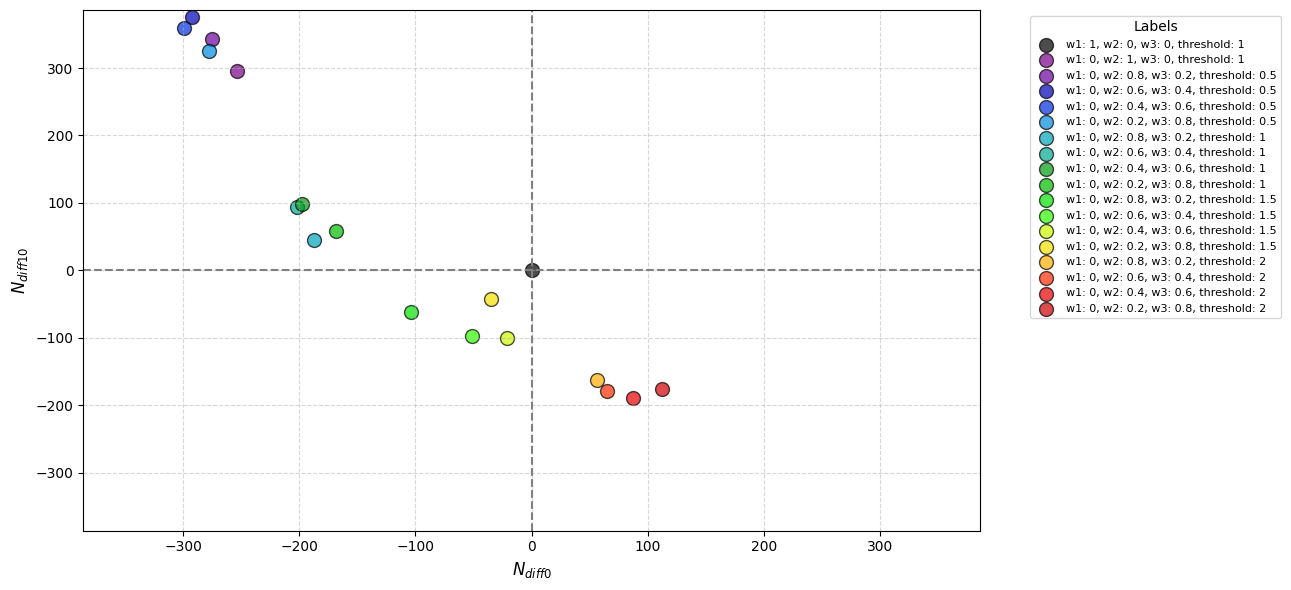 300
200
100
0
−100
−200
−300
N_diff10
−300
−200
−100
0
100
200
300
N_diff0
Labels
w1: 1, w2: 0, w3: 0, threshold: 1
w1: 0, w2: 1, w3: 0, threshold: 1
w1: 0, w2: 0.8, w3: 0.2, threshold: 0.5
w1: 0, w2: 0.6, w3: 0.4, threshold: 0.5
w1: 0, w2: 0.4, w3: 0.6, threshold: 0.5
w1: 0, w2: 0.2, w3: 0.8, threshold: 0.5
w1: 0, w2: 0.8, w3: 0.2, threshold: 1
w1: 0, w2: 0.6, w3: 0.4, threshold: 1
w1: 0, w2: 0.4, w3: 0.6, threshold: 1
w1: 0, w2: 0.2, w3: 0.8, threshold: 1
w1: 0, w2: 0.8, w3: 0.2, threshold: 1.5
w1: 0, w2: 0.6, w3: 0.4, threshold: 1.5
w1: 0, w2: 0.4, w3: 0.6, threshold: 1.5
w1: 0, w2: 0.2, w3: 0.8, threshold: 1.5
w1: 0, w2: 0.8, w3: 0.2, threshold: 2
w1: 0, w2: 0.6, w3: 0.4, threshold: 2
w1: 0, w2: 0.4, w3: 0.6, threshold: 2
w1: 0, w2: 0.2, w3: 0.8, threshold: 2